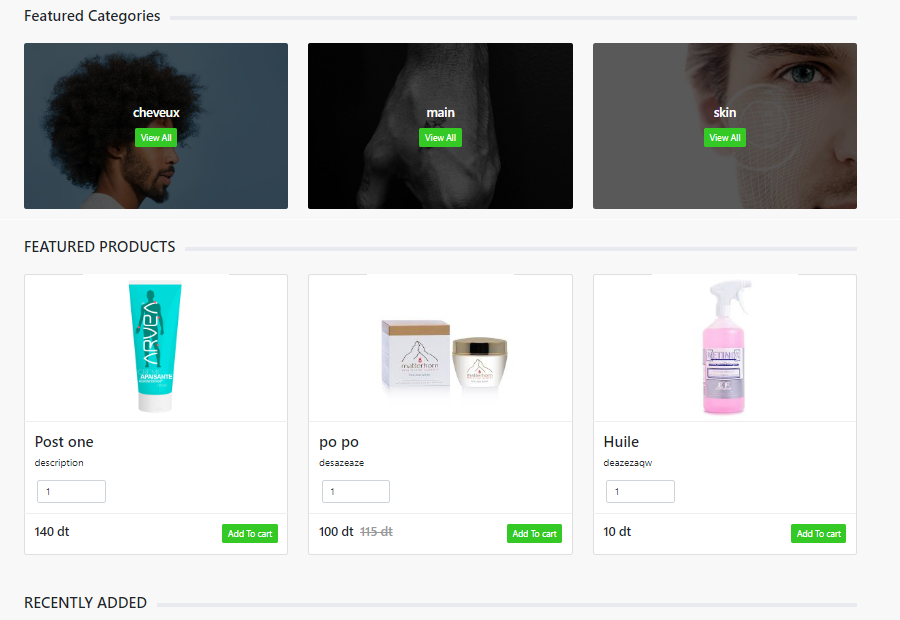 Featured Categories
cheveux
View All
main
View All
skin
View All
FEATURED PRODUCTS
ARVEA
APAISANTE
matterhorn
Post one
description
1
140 dt
Add To cart
po po
desazeaze
1
100 dt 115 dt
Add To cart
Huile
deazezaqw
1
10 dt
Add To cart
RECENTLY ADDED